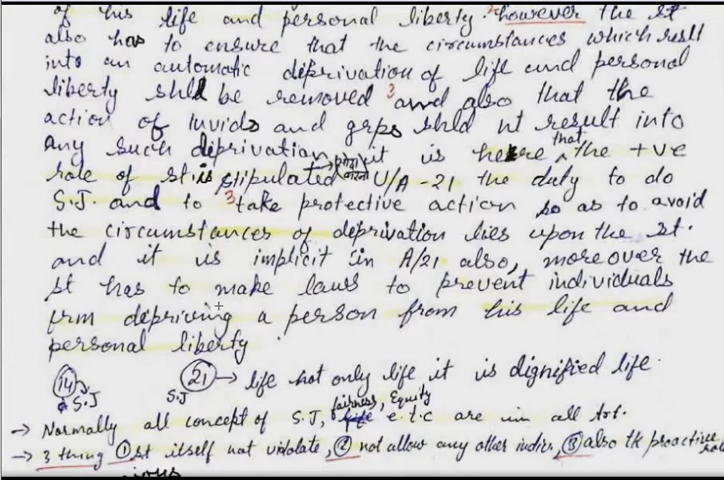 of his life and personal liberty. 2 however the st
also has to ensure that the circumstances which reslt
into an automatic deprivation of life and personal
liberty shld be removed 3 and also that the
action of Invids and grps shld nt result into
any such deprivation, it is here that the +ve
role of st is stipulated U/A-21 the duty to do
S.J. and to 3 take protective action so as to avoid
the circumstances of deprivation lies upon the st.
and it is implicit in A/21 also, moreover the
st has to make laws to prevent individuals
frm depriving a person from his life and
personal liberty.
14 21 → life not only life it is dignified life.
& S.J S.J
→ Normally all concept of S.J, fairness, Equity e.t.c are in all Art.
→ 3 thing ① st itself not violate, ② not allow any other indivi, ③ also tk proactive